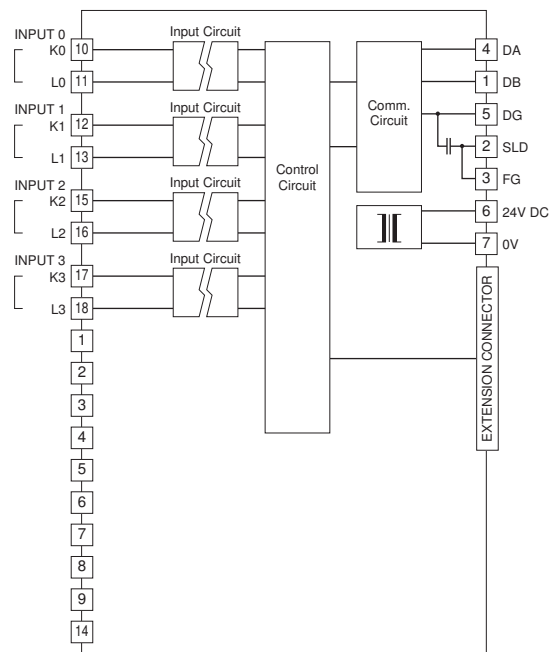 INPUT 0
K0 10
L0 11
Input Circuit
INPUT 1
K1 12
L1 13
Input Circuit
INPUT 2
K2 15
L2 16
Input Circuit
INPUT 3
K3 17
L3 18
Input Circuit
1
2
3
4
5
6
7
8
9
14
Control
Circuit
Comm.
Circuit
4 DA
1 DB
5 DG
2 SLD
3 FG
6 24V DC
7 0V
EXTENSION CONNECTOR